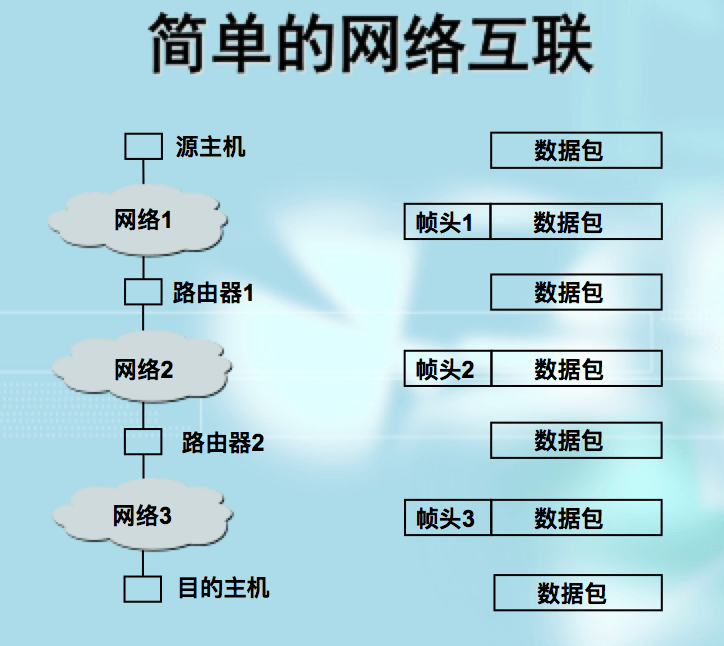 简单的网络互联
源主机 数据包
网络1 帧头1 数据包
路由器1 数据包
网络2 帧头2 数据包
路由器2 数据包
网络3 帧头3 数据包
目的主机 数据包